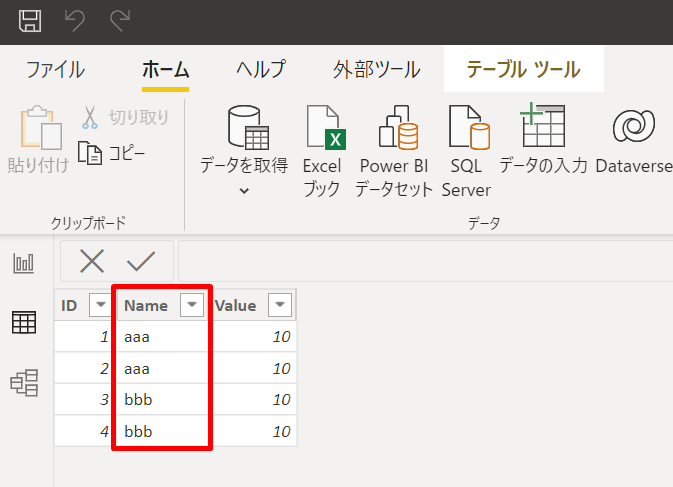 ファイル ホーム ヘルプ 外部ツール テーブル ツール
貼り付け
切り取り
コピー
クリップボード
データを取得
Excel
ブック
Power BI
データセット
SQL
Server
データの入力
Dataverse
データ
ID Name Value
1 aaa 10
2 aaa 10
3 bbb 10
4 bbb 10